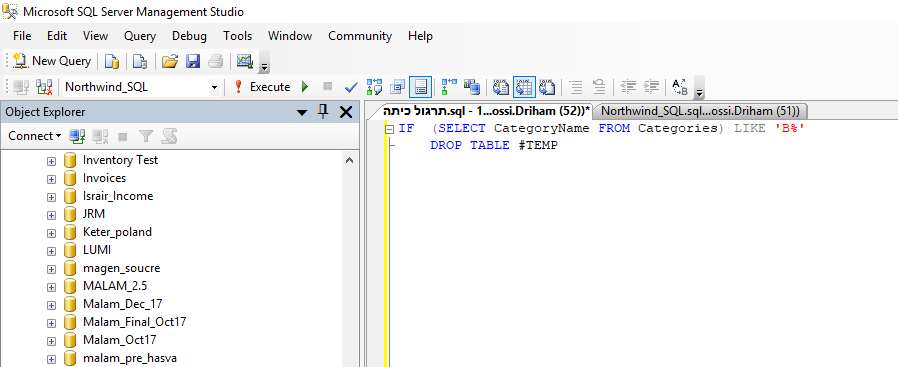 Microsoft SQL Server Management Studio
File Edit View Query Debug Tools Window Community Help
New Query
Northwind_SQL Execute
Object Explorer
תרגול כיתה.sql - 1...ossi.Driham (52))* Northwind_SQL.sql...ossi.Driham (51))
Connect
IF (SELECT CategoryName FROM Categories) LIKE 'B%'
DROP TABLE #TEMP
Inventory Test
Invoices
Israir_Income
JRM
Keter_poland
LUMI
magen_soucre
MALAM_2.5
Malam_Dec_17
Malam_Final_Oct17
Malam_Oct17
malam_pre_hasva